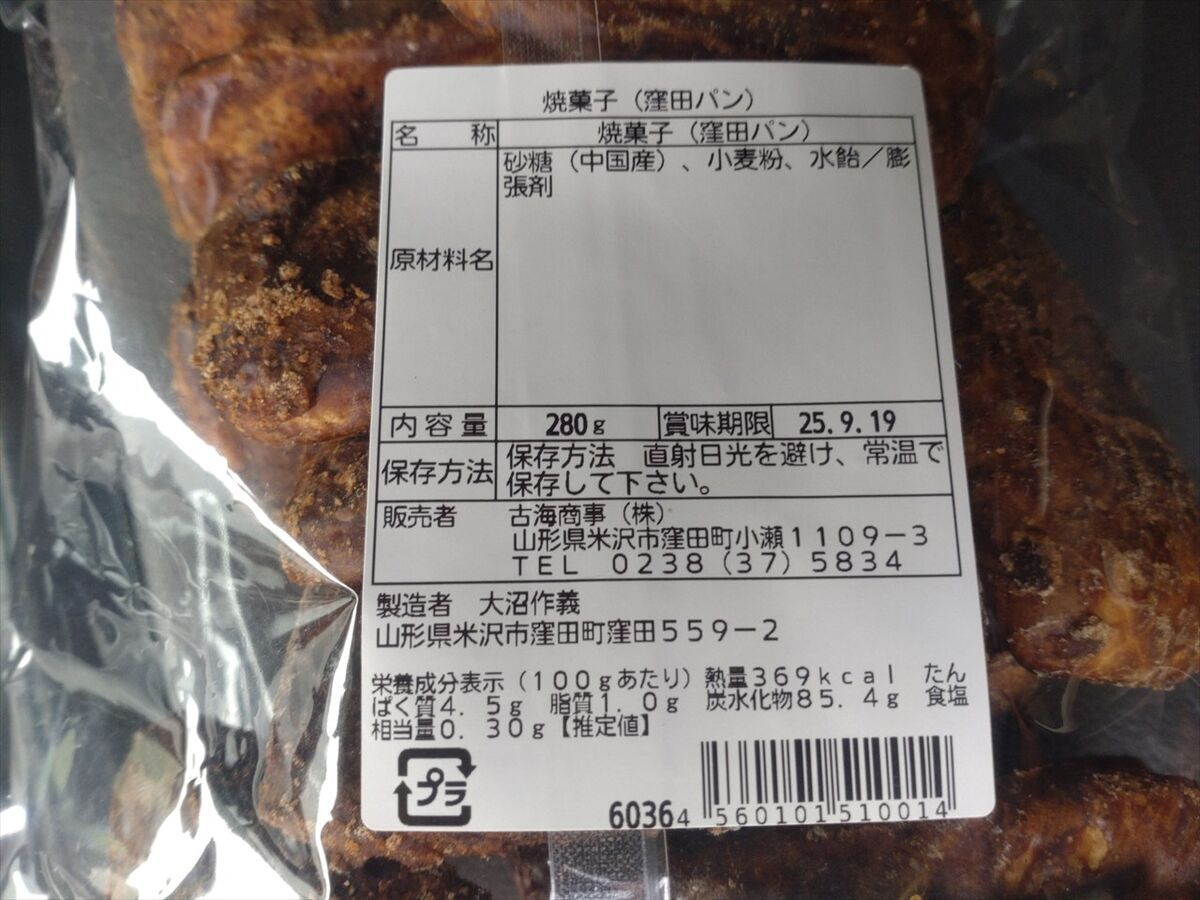 焼菓子（窪田パン）
名　称 焼菓子（窪田パン）
原材料名 砂糖（中国産）、小麦粉、水飴／膨
張剤
内容量 280g 賞味期限 25.9.19
保存方法 保存方法　直射日光を避け、常温で
保存して下さい。
販売者 古海商事（株）
山形県米沢市窪田町小瀬１１０９－３
ＴＥＬ　０２３８（３７）５８３４
製造者　大沼作義
山形県米沢市窪田町窪田５５９－２
栄養成分表示（１００ｇあたり）熱量３６９ｋｃａｌ　たん
ぱく質４．５ｇ　脂質１．０ｇ　炭水化物８５．４ｇ　食塩
相当量０．３０ｇ【推定値】
プラ
6036 4 560101 510014